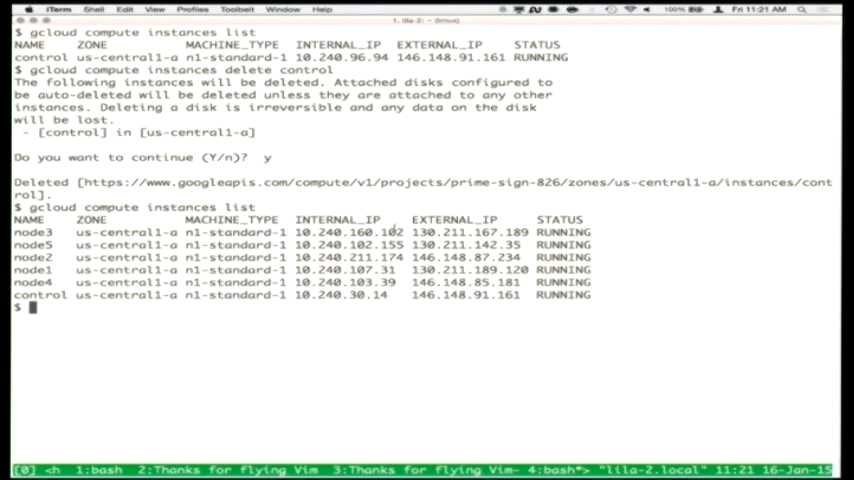 iTerm Shell Edit View Profiles Toolbelt Window Help 100% Fri 11:21 AM
1. lila-2: ~ (tmux)
$ gcloud compute instances list
NAME ZONE MACHINE_TYPE INTERNAL_IP EXTERNAL_IP STATUS
control us-central1-a n1-standard-1 10.240.96.94 146.148.91.161 RUNNING
$ gcloud compute instances delete control
The following instances will be deleted. Attached disks configured to
be auto-deleted will be deleted unless they are attached to any other
instances. Deleting a disk is irreversible and any data on the disk
will be lost.
- [control] in [us-central1-a]
Do you want to continue (Y/n)? y
Deleted [https://www.googleapis.com/compute/v1/projects/prime-sign-826/zones/us-central1-a/instances/cont
rol].
$ gcloud compute instances list
NAME ZONE MACHINE_TYPE INTERNAL_IP EXTERNAL_IP STATUS
node3 us-central1-a n1-standard-1 10.240.160.102 130.211.167.189 RUNNING
node5 us-central1-a n1-standard-1 10.240.102.155 130.211.142.35 RUNNING
node2 us-central1-a n1-standard-1 10.240.211.174 146.148.87.234 RUNNING
node1 us-central1-a n1-standard-1 10.240.107.31 130.211.189.120 RUNNING
node4 us-central1-a n1-standard-1 10.240.103.39 146.148.85.181 RUNNING
control us-central1-a n1-standard-1 10.240.30.14 146.148.91.161 RUNNING
$
[0] <h 1:bash 2:Thanks for flying Vim 3:Thanks for flying Vim- 4:bash*> "lila-2.local" 11:21 16-Jan-15